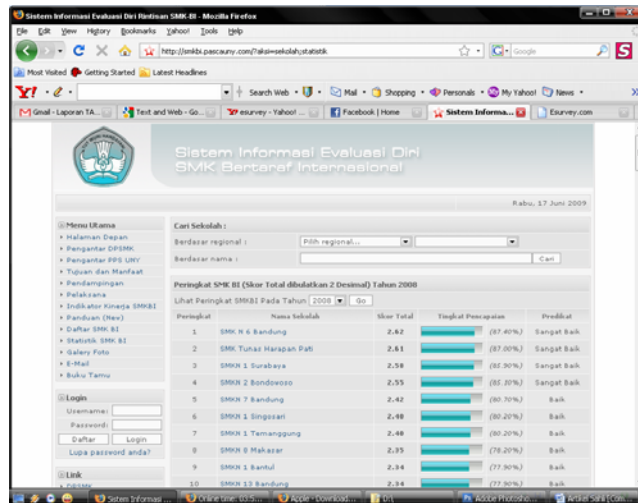 Sistem Informasi Evaluasi Diri Rintisan SMK-BI - Mozilla Firefox
File Edit View History Bookmarks Yahoo! Tools Help
http://smkbi.pascauny.com/?aksi=sekolah;statistik
Google
Most Visited Getting Started Latest Headlines
Search Web Mail Shopping Personals My Yahoo! News
Gmail - Laporan TA... Text and Web - Go... esurvey - Yahoo! ... Facebook | Home Sistem Informa... Esurvey.com
Sistem Informasi Evaluasi Diri
SMK Bertaraf Internasional
Rabu, 17 Juni 2009
Menu Utama
Halaman Depan
Pengantar DPSMK
Pengantar PPS UNY
Tujuan dan Manfaat
Pendampingan
Pelaksana
Indikator Kinerja SMKBI
Panduan (New)
Daftar SMK BI
Statistik SMK BI
Galery Foto
E-Mail
Buku Tamu
Login
Username:
Password:
Daftar Login
Lupa password anda?
Link
DPSMK
Cari Sekolah :
Berdasar regional : Pilih regional...
Berdasar nama : Cari
Peringkat SMK BI (Skor Total dibulatkan 2 Desimal) Tahun 2008
Lihat Peringkat SMKBI Pada Tahun 2008 Go
Peringkat Nama Sekolah Skor Total Tingkat Pencapaian Predikat
1 SMK N 6 Bandung 2.62 (87.40%) Sangat Baik
2 SMK Tunas Harapan Pati 2.61 (87.00%) Sangat Baik
3 SMKN 1 Surabaya 2.58 (85.90%) Sangat Baik
4 SMKN 2 Bondowoso 2.55 (85.10%) Sangat Baik
5 SMKN 7 Bandung 2.42 (80.70%) Baik
6 SMKN 1 Singosari 2.40 (80.20%) Baik
7 SMKN 1 Temanggung 2.40 (80.20%) Baik
8 SMKN 8 Makasar 2.35 (78.20%) Baik
9 SMKN 1 Bantul 2.34 (77.90%) Baik
10 SMKN 13 Bandung 2.34 (77.90%) Baik
Sistem Informasi ... Apple - Download... D:\ Adobe Photosho...